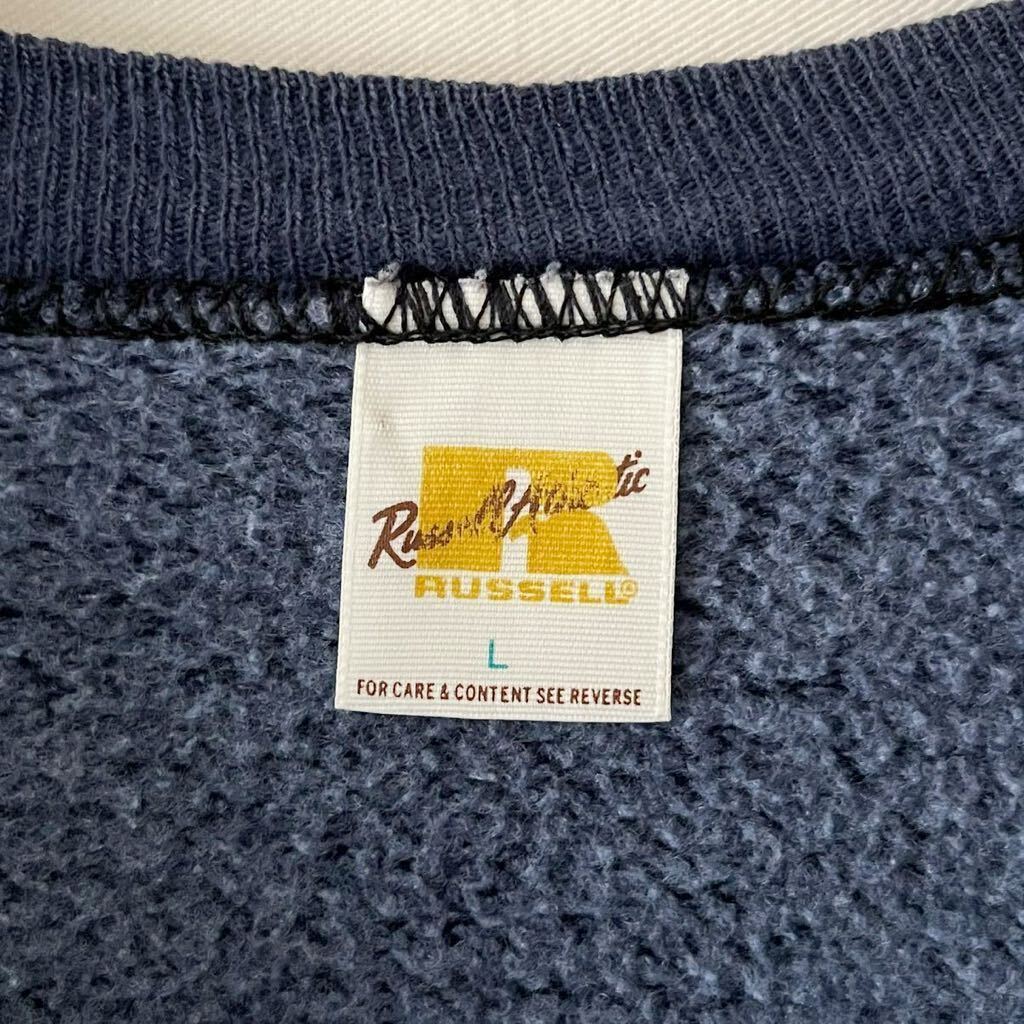 R
Russell Athletic
RUSSELL®
L
FOR CARE & CONTENT SEE REVERSE